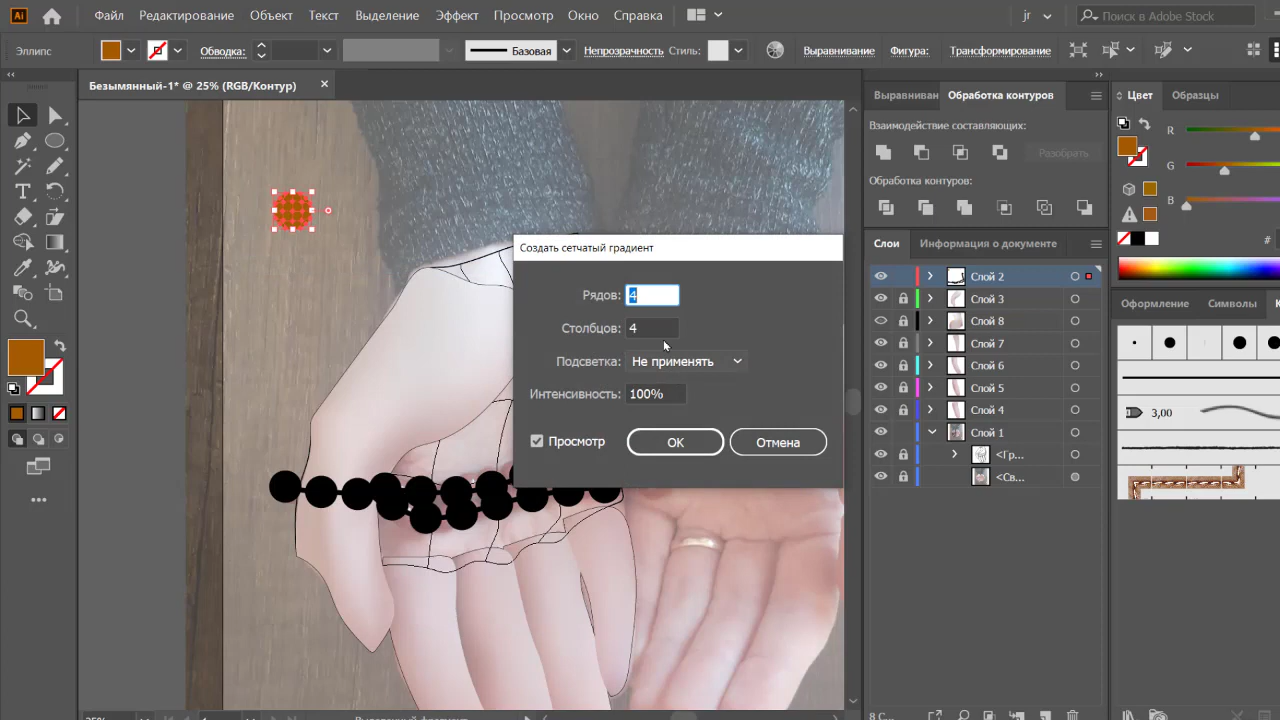 Ai Файл Редактирование Объект Текст Выделение Эффект Просмотр Окно Справка jr Поиск в Adobe Stock
Эллипс Обводка: Базовая Непрозрачность Стиль: Выравнивание Фигура: Трансформирование
Безымянный-1* @ 25% (RGB/Контур)
Выравниван Обработка контуров
Взаимодействие составляющих:
Разобрать
Обработка контуров:
Цвет Образцы
R
G
B
#
Создать сетчатый градиент
Рядов: 4
Столбцов: 4
Подсветка: Не применять
Интенсивность: 100%
Просмотр ОК Отмена
Слои Информация о документе
Слой 2
Слой 3
Слой 8
Слой 7
Слой 6
Слой 5
Слой 4
Слой 1
<Гр...
<Св...
Оформление Символы К
3,00